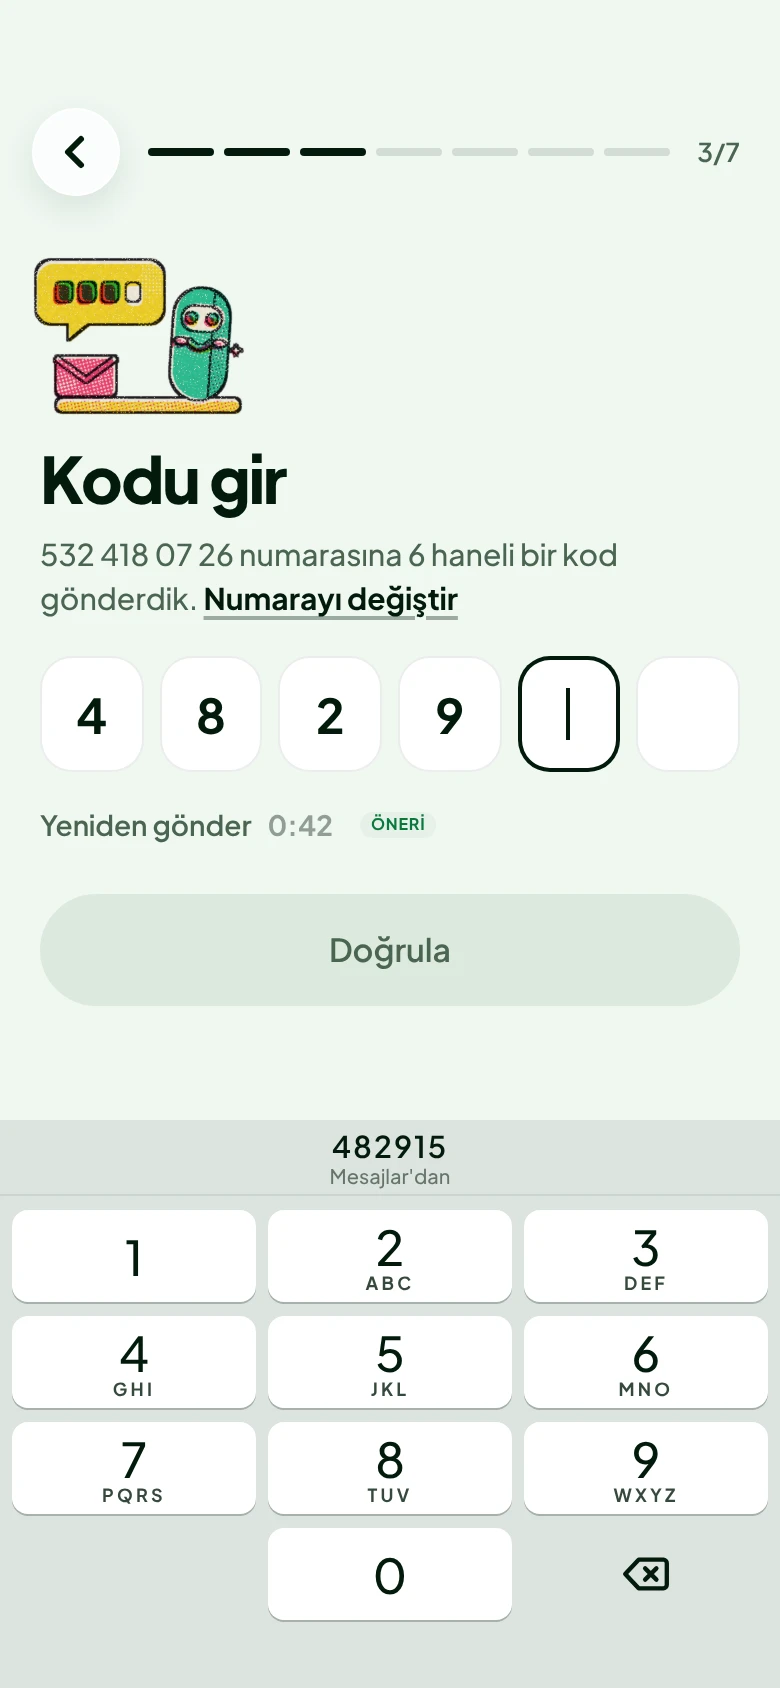 3/7
Kodu gir
532 418 07 26 numarasına 6 haneli bir kod
gönderdik. Numarayı değiştir
4 8 2 9
Yeniden gönder 0:42 ÖNERİ
Doğrula
482915
Mesajlar'dan
1 2 3
ABC DEF
4 5 6
GHI JKL MNO
7 8 9
PQRS TUV WXYZ
0